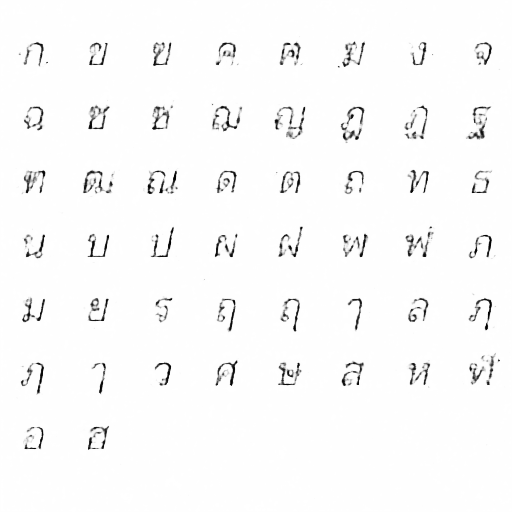 ก ข ฃ ค ฅ ฆ ง จ
ฉ ช ซ ฌ ญ ฎ ฏ ฐ
ฑ ฒ ณ ด ต ถ ท ธ
น บ ป ผ ฝ พ ฟ ภ
ม ย ร ฤ ฤ ๅ ล ฦ
ฦ ๅ ว ศ ษ ส ห ฬ
อ ฮ